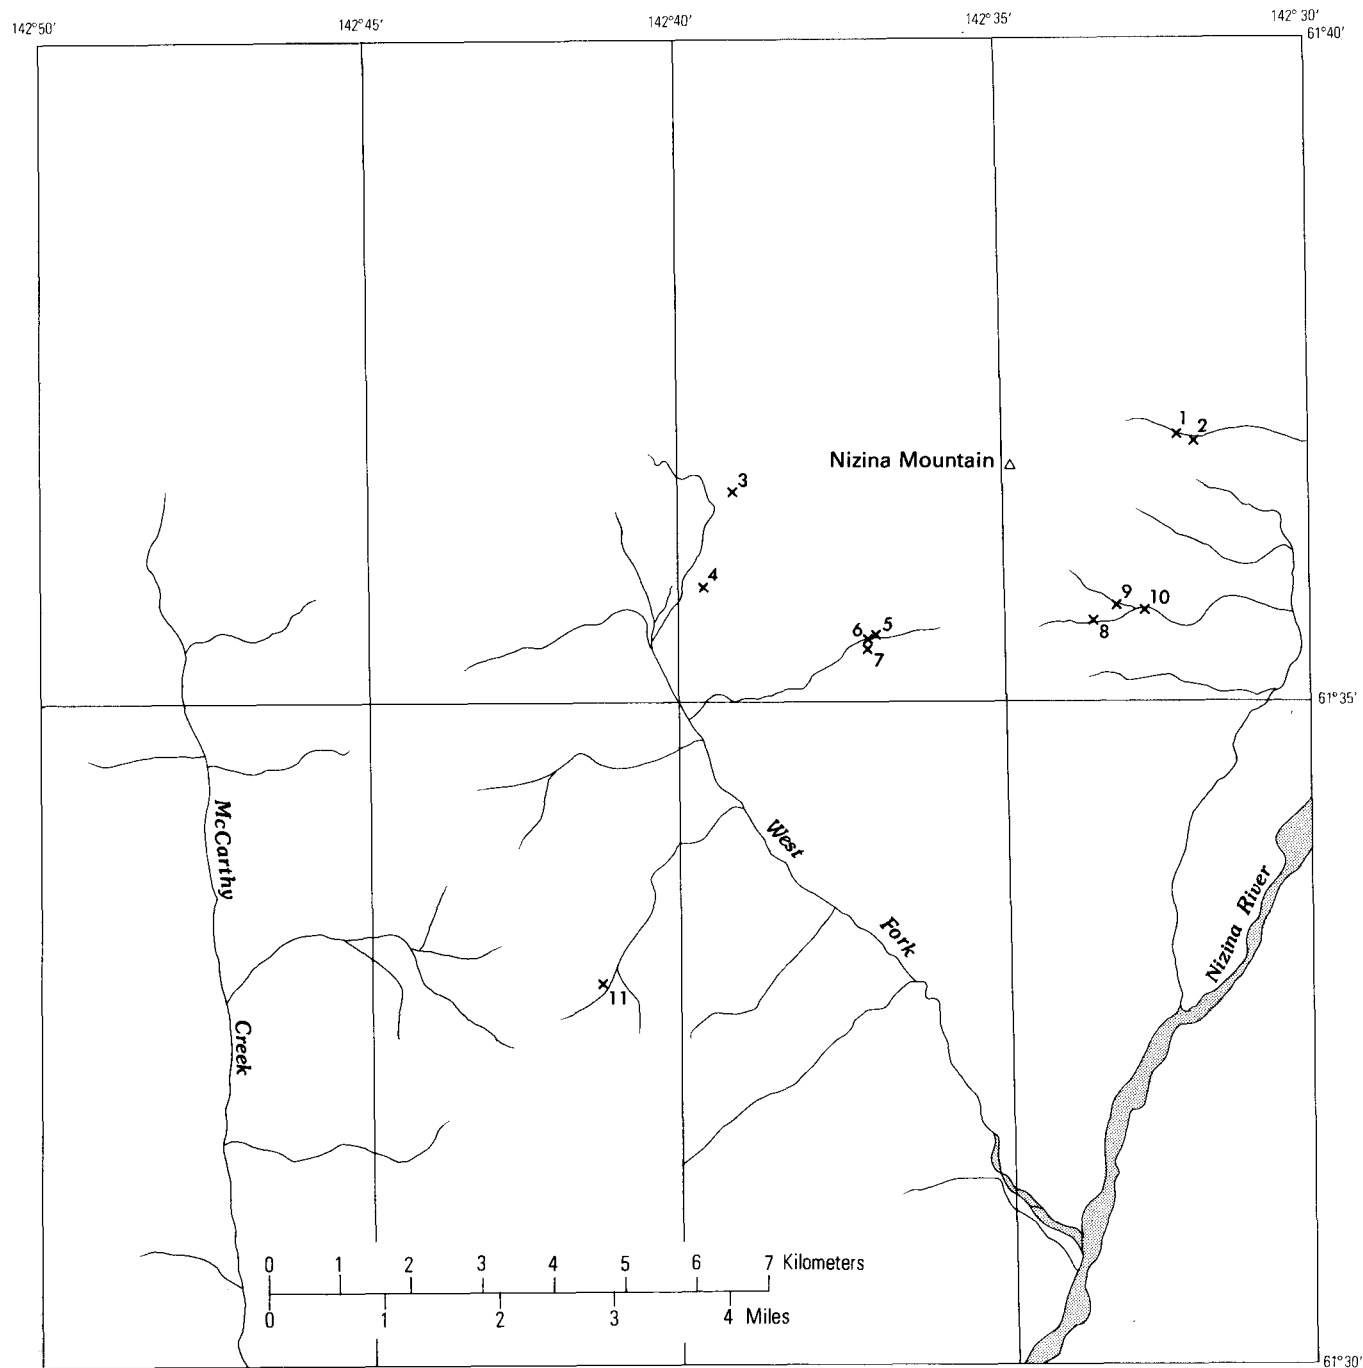 142°50′ 142°45′ 142°40′ 142°35′ 142°30′
61°40′
1
2
Nizina Mountain
3
4
9
10
8
6
5
7
61°35′
McCarthy
West
Fork
Nizina River
11
Creek
0 1 2 3 4 5 6 7 Kilometers
0 1 2 3 4 Miles
61°30′